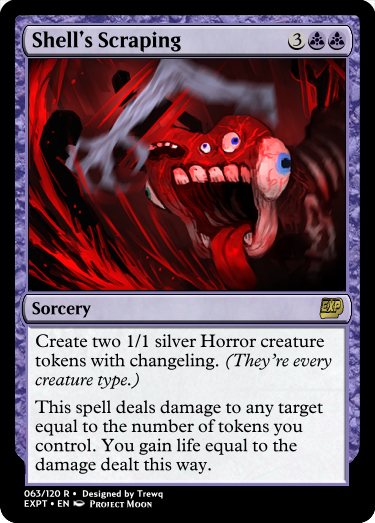 Shell's Scraping 3
Sorcery EXP
Create two 1/1 silver Horror creature
tokens with changeling. (They're every
creature type.)
This spell deals damage to any target
equal to the number of tokens you
control. You gain life equal to the
damage dealt this way.
063/120 R • Designed by Trewq
EXPT • EN Project Moon